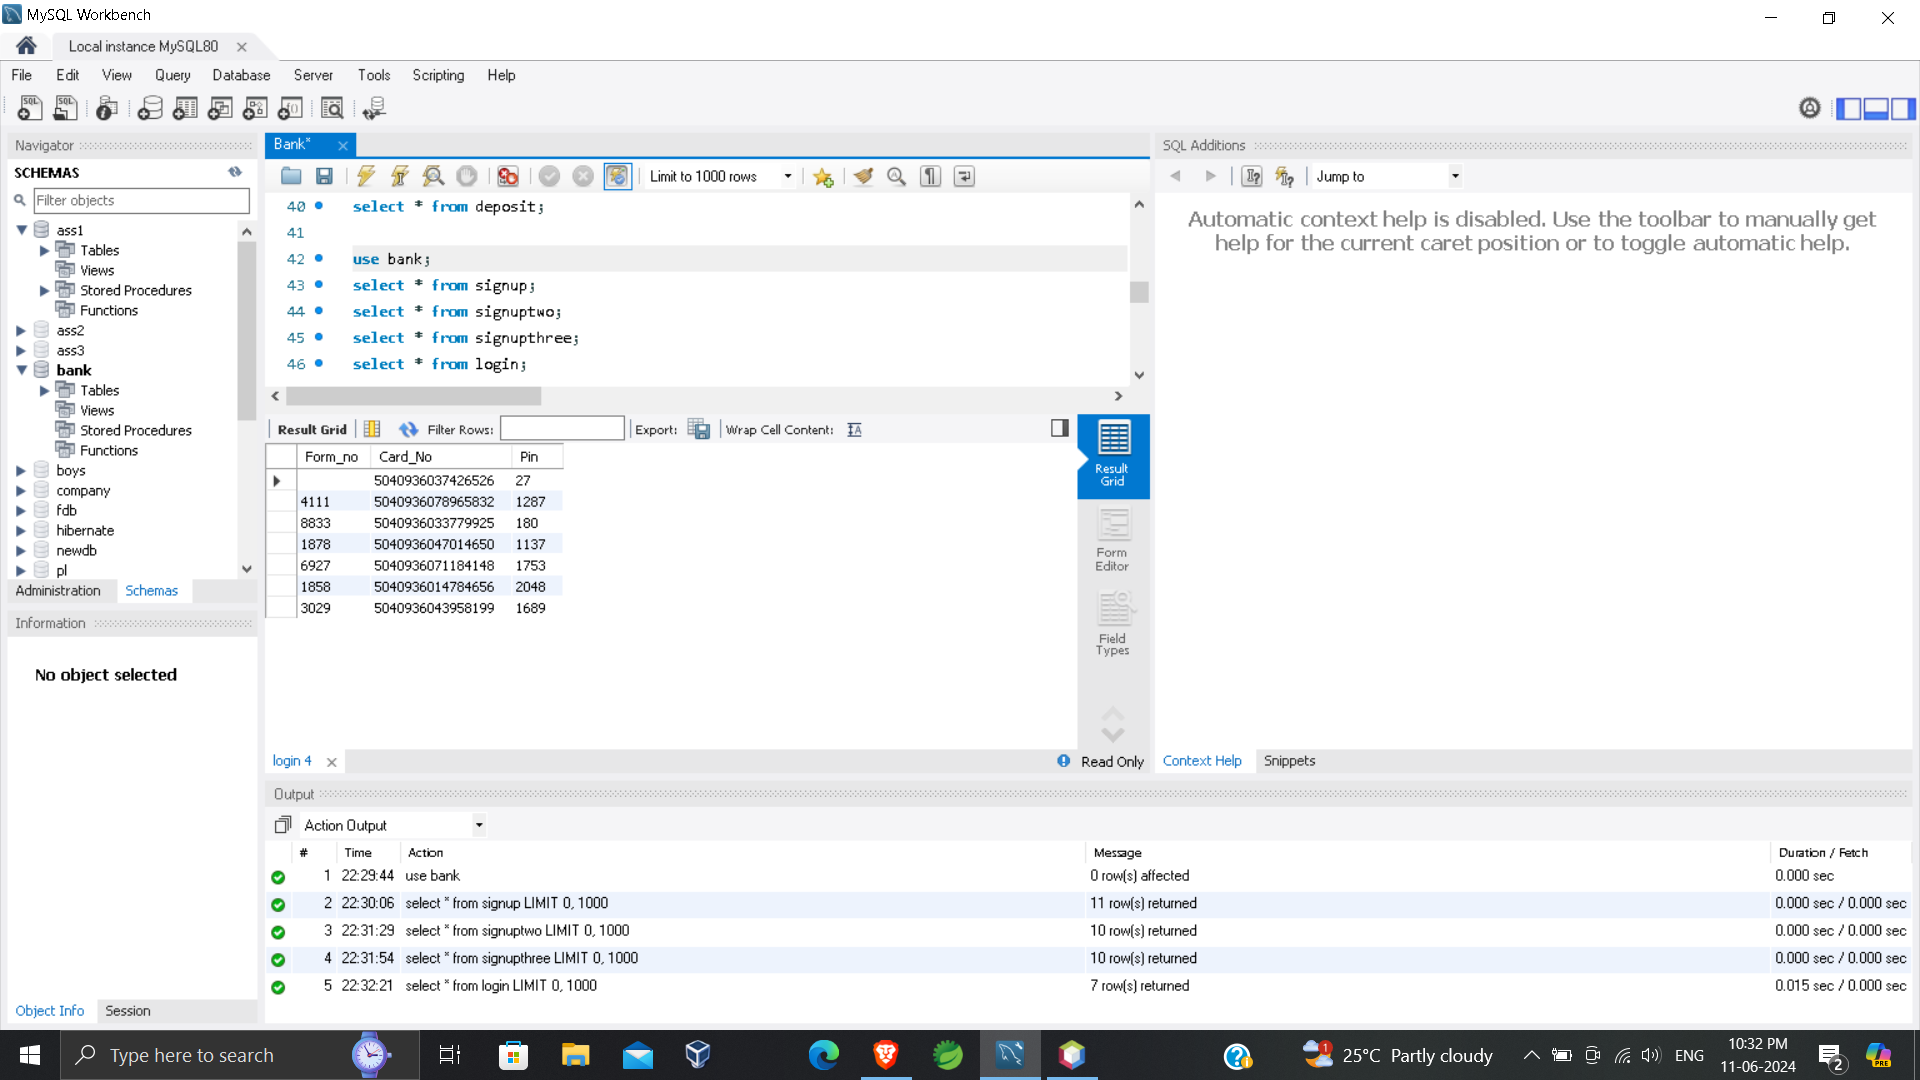 MySQL Workbench
Local instance MySQL80
File Edit View Query Database Server Tools Scripting Help
Navigator
SCHEMAS
Filter objects
ass1
Tables
Views
Stored Procedures
Functions
ass2
ass3
bank
Tables
Views
Stored Procedures
Functions
boys
company
fdb
hibernate
newdb
pl
Administration Schemas
Information
No object selected
Object Info Session
Bank*
Limit to 1000 rows
40 select * from deposit;
41
42 use bank;
43 select * from signup;
44 select * from signuptwo;
45 select * from signupthree;
46 select * from login;
Result Grid Filter Rows: Export: Wrap Cell Content:
Form_no Card_No Pin
5040936037426526 27
4111 5040936078965832 1287
8833 5040936033779925 180
1878 5040936047014650 1137
6927 5040936071184148 1753
1858 5040936014784656 2048
3029 5040936043958199 1689
Result
Grid
Form
Editor
Field
Types
login 4 Read Only
SQL Additions
Jump to
Automatic context help is disabled. Use the toolbar to manually get
help for the current caret position or to toggle automatic help.
Context Help Snippets
Output
Action Output
# Time Action Message Duration / Fetch
1 22:29:44 use bank 0 row(s) affected 0.000 sec
2 22:30:06 select * from signup LIMIT 0, 1000 11 row(s) returned 0.000 sec / 0.000 sec
3 22:31:29 select * from signuptwo LIMIT 0, 1000 10 row(s) returned 0.000 sec / 0.000 sec
4 22:31:54 select * from signupthree LIMIT 0, 1000 10 row(s) returned 0.000 sec / 0.000 sec
5 22:32:21 select * from login LIMIT 0, 1000 7 row(s) returned 0.015 sec / 0.000 sec
Type here to search
1 25°C Partly cloudy
ENG
10:32 PM
11-06-2024
2
PRE